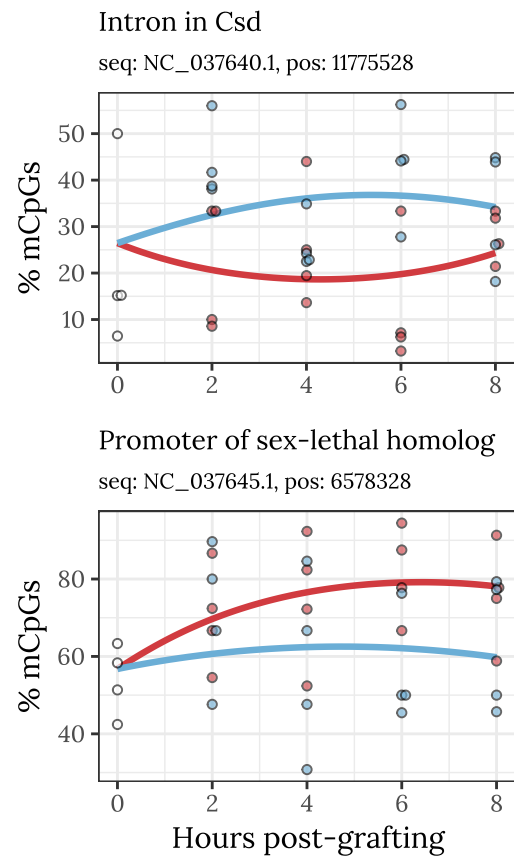 Intron in Csd
seq: NC_037640.1, pos: 11775528
% mCpGs
50
40
30
20
10
0 2 4 6 8
Promoter of sex-lethal homolog
seq: NC_037645.1, pos: 6578328
% mCpGs
80
60
40
0 2 4 6 8
Hours post-grafting